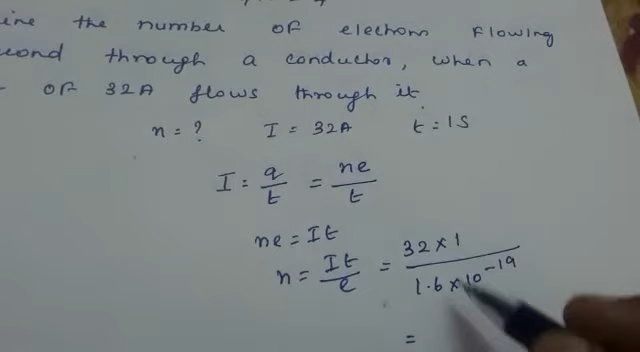 the number OF electrons Flowing
through a conductor, when a
OF 32A flows through it.
n = ? I = 32A t = 1S
I = q/t = ne/t
ne = It
n = It/e = 32 × 1/1.6 × 10⁻¹⁹
=